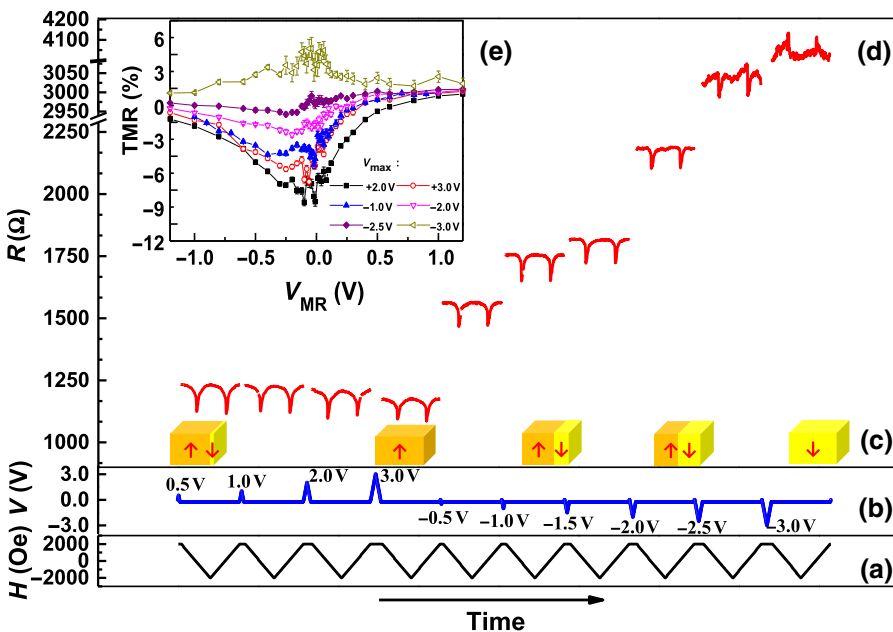 4200
4100
3050
3000
2950
2250
2000
1750
1500
1250
1000
R (Ω)
(e)
(d)
6
3
0
−3
−6
−9
−12
TMR (%)
V max :
+2.0 V
+3.0 V
−1.0 V
−2.0 V
−2.5 V
−3.0 V
−1.0
−0.5
0.0
0.5
1.0
V MR (V)
↑ ↓
↑
↑ ↓
↑ ↓
↓
(c)
3.0
0.0
−3.0
V (V)
0.5 V
1.0 V
2.0 V
3.0 V
−0.5 V
−1.0 V
−1.5 V
−2.0 V
−2.5 V
−3.0 V
(b)
2000
0
−2000
H (Oe)
(a)
Time